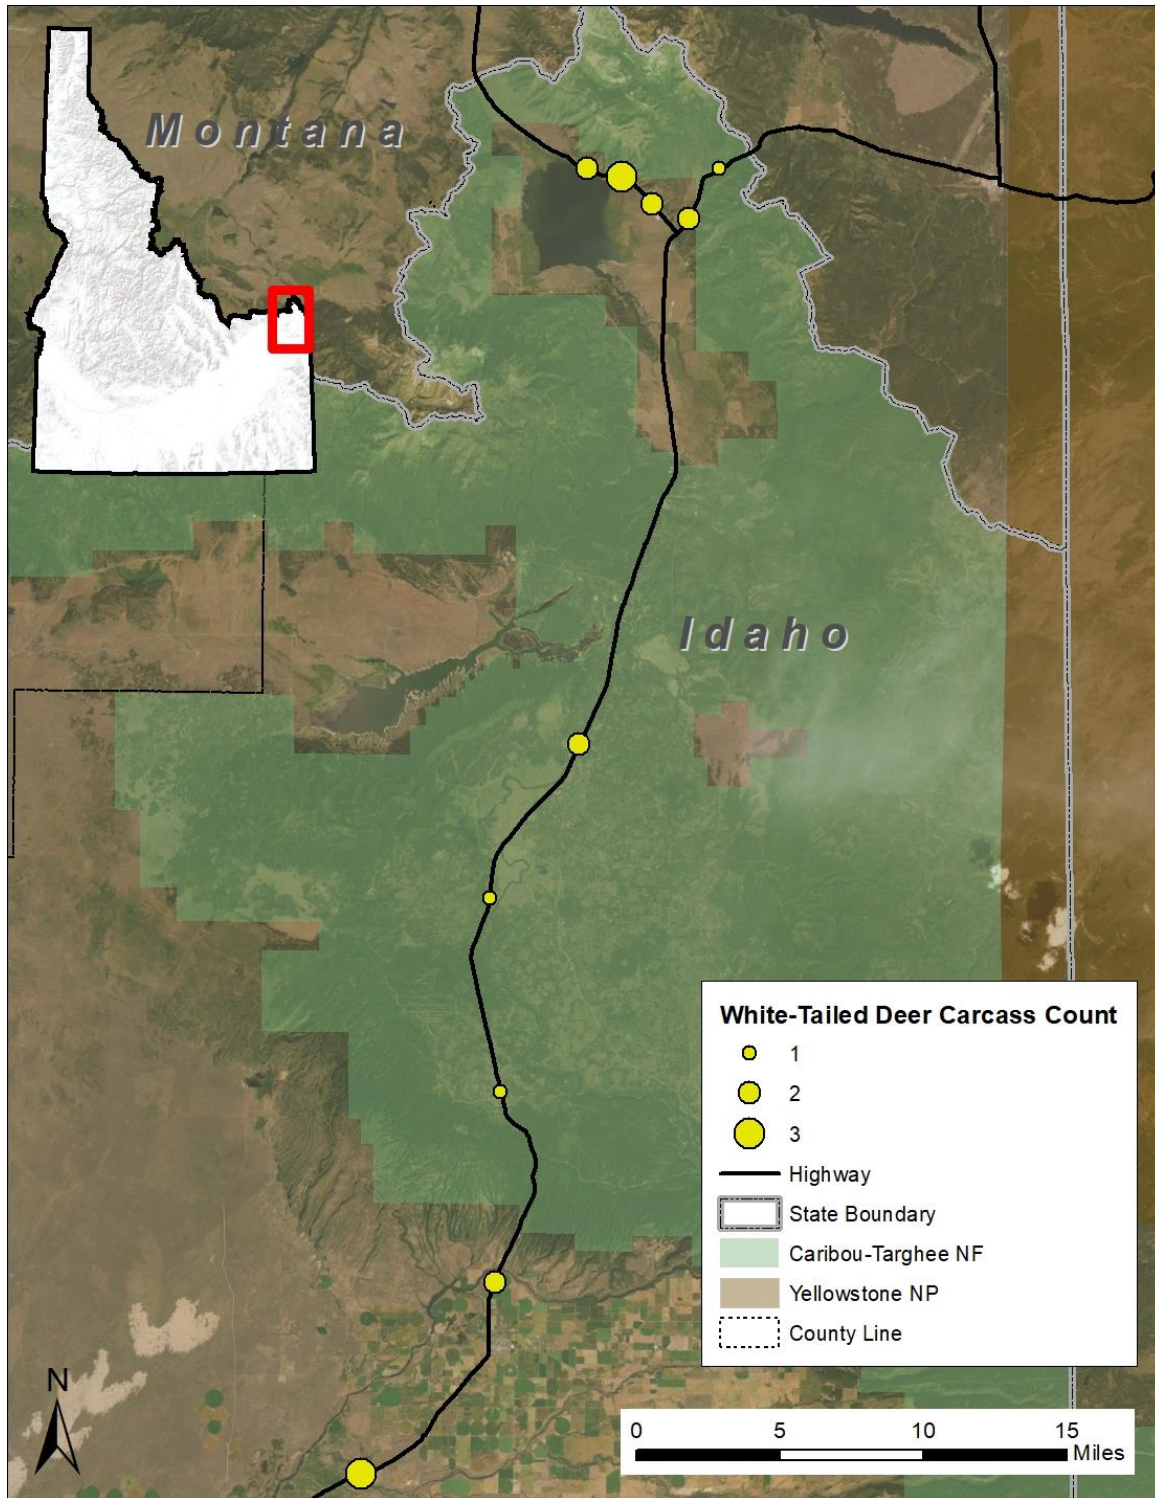 Montana
Idaho
White-Tailed Deer Carcass Count
1
2
3
Highway
State Boundary
Caribou-Targhee NF
Yellowstone NP
County Line
N
0 5 10 15
Miles